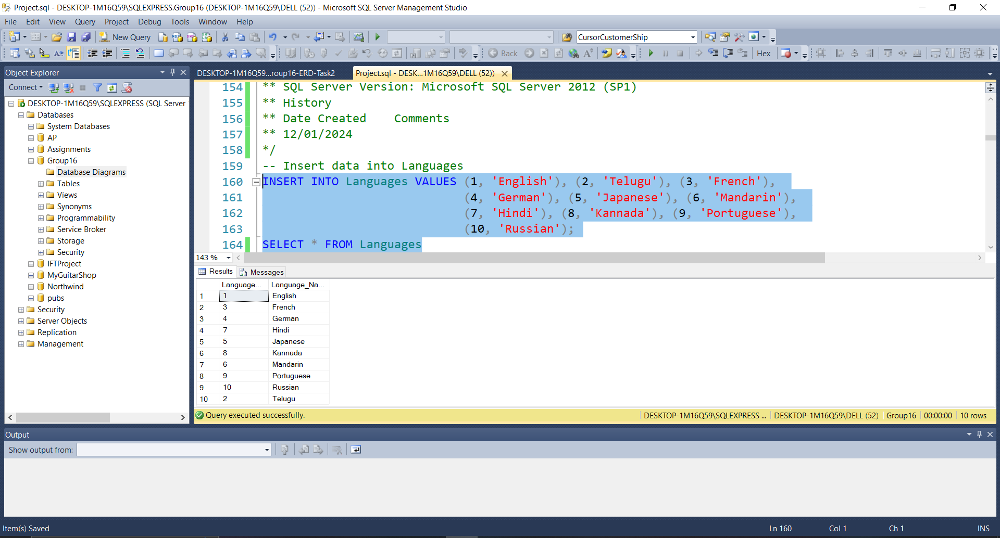 Project.sql - DESKTOP-1M16Q59\SQLEXPRESS.Group16 (DESKTOP-1M16Q59\DELL (52)) - Microsoft SQL Server Management Studio
File Edit View Query Project Debug Tools Window Help
New Query
CursorCustomerShip
Back
Hex
Object Explorer
Connect
DESKTOP-1M16Q59\SQLEXPRESS (SQL Server
Databases
System Databases
AP
Assignments
Group16
Database Diagrams
Tables
Views
Synonyms
Programmability
Service Broker
Storage
Security
IFTProject
MyGuitarShop
Northwind
pubs
Security
Server Objects
Replication
Management
DESKTOP-1M16Q59...roup16-ERD-Task2
Project.sql - DESK...1M16Q59\DELL (52))
154 ** SQL Server Version: Microsoft SQL Server 2012 (SP1)
155 ** History
156 ** Date Created    Comments
157 ** 12/01/2024
158 */
159 -- Insert data into Languages
160 INSERT INTO Languages VALUES (1, 'English'), (2, 'Telugu'), (3, 'French'),
161 (4, 'German'), (5, 'Japanese'), (6, 'Mandarin'),
162 (7, 'Hindi'), (8, 'Kannada'), (9, 'Portuguese'),
163 (10, 'Russian');
164 SELECT * FROM Languages
143 %
Results Messages
Language... Language_Na...
1 1 English
2 3 French
3 4 German
4 7 Hindi
5 5 Japanese
6 8 Kannada
7 6 Mandarin
8 9 Portuguese
9 10 Russian
10 2 Telugu
Query executed successfully.
DESKTOP-1M16Q59\SQLEXPRESS ... DESKTOP-1M16Q59\DELL (52) Group16 00:00:00 10 rows
Output
Show output from:
Item(s) Saved
Ln 160 Col 1 Ch 1 INS